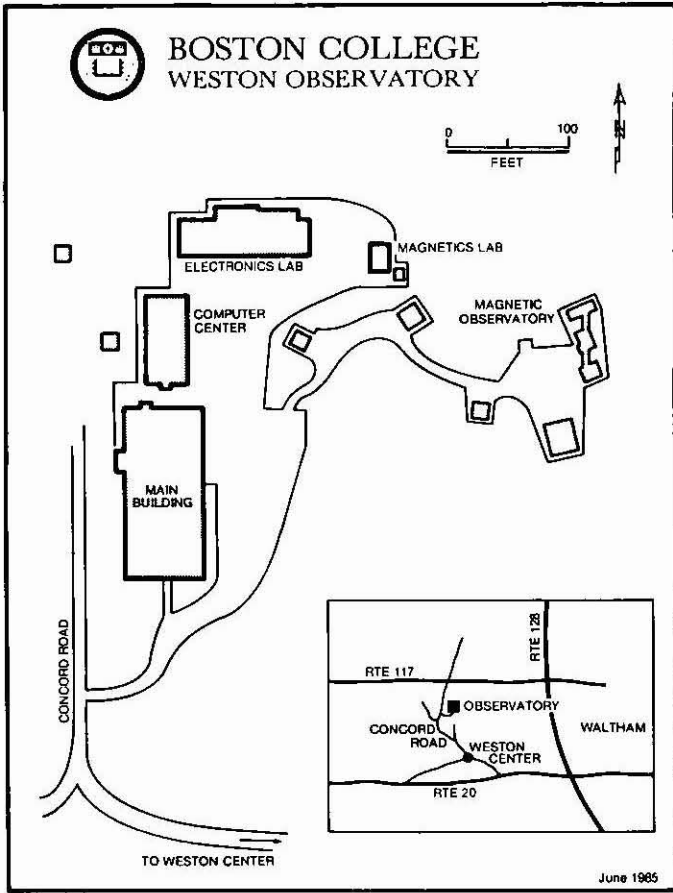 BOSTON COLLEGE
WESTON OBSERVATORY
N
0 100
FEET
ELECTRONICS LAB
MAGNETICS LAB
COMPUTER
CENTER
MAGNETIC
OBSERVATORY
MAIN
BUILDING
CONCORD ROAD
TO WESTON CENTER
RTE 128
RTE 117
OBSERVATORY
CONCORD
ROAD
WALTHAM
WESTON
CENTER
RTE 20
June 1985